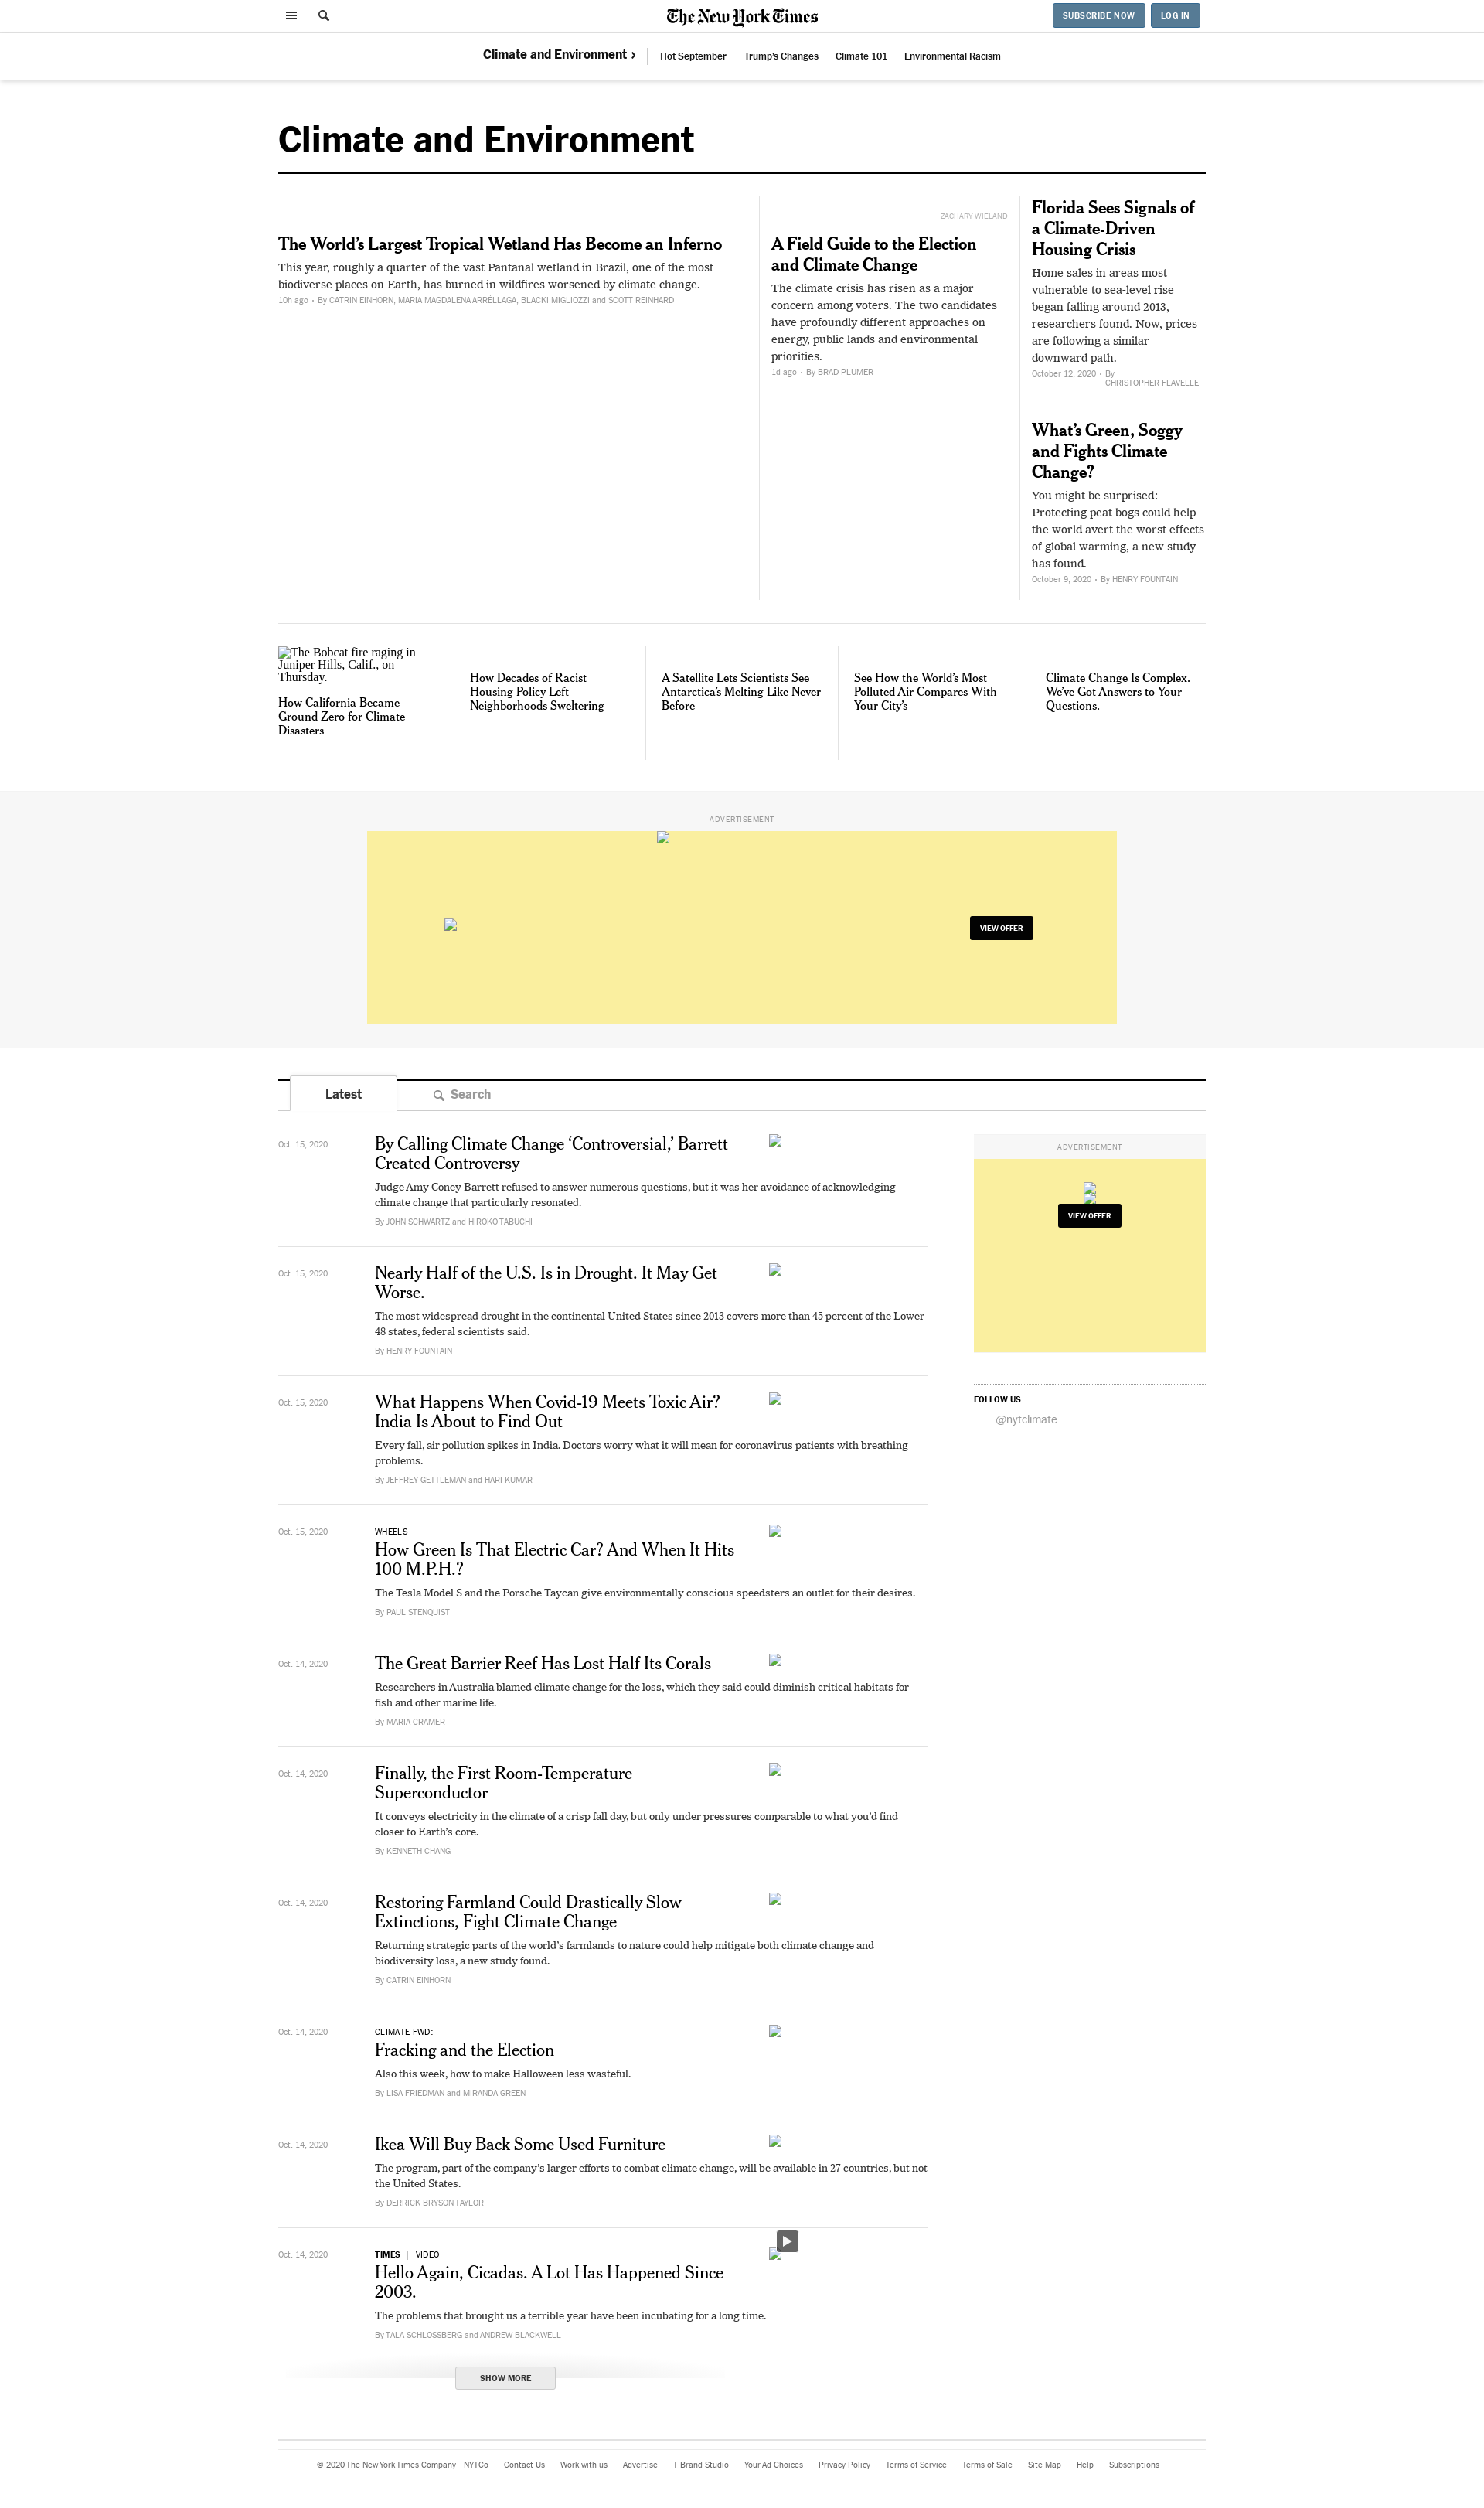 The New York Times
SUBSCRIBE NOW
LOG IN
Climate and Environment ›
Hot September
Trump's Changes
Climate 101
Environmental Racism
Climate and Environment
The World’s Largest Tropical Wetland Has Become an Inferno
This year, roughly a quarter of the vast Pantanal wetland in Brazil, one of the most
biodiverse places on Earth, has burned in wildfires worsened by climate change.
10h ago • By CATRIN EINHORN, MARIA MAGDALENA ARRÉLLAGA, BLACKI MIGLIOZZI and SCOTT REINHARD
ZACHARY WIELAND
A Field Guide to the Election
and Climate Change
The climate crisis has risen as a major
concern among voters. The two candidates
have profoundly different approaches on
energy, public lands and environmental
priorities.
1d ago • By BRAD PLUMER
Florida Sees Signals of
a Climate-Driven
Housing Crisis
Home sales in areas most
vulnerable to sea-level rise
began falling around 2013,
researchers found. Now, prices
are following a similar
downward path.
October 12, 2020 • By
CHRISTOPHER FLAVELLE
What’s Green, Soggy
and Fights Climate
Change?
You might be surprised:
Protecting peat bogs could help
the world avert the worst effects
of global warming, a new study
has found.
October 9, 2020 • By HENRY FOUNTAIN
The Bobcat fire raging in
Juniper Hills, Calif., on
Thursday.
How California Became
Ground Zero for Climate
Disasters
How Decades of Racist
Housing Policy Left
Neighborhoods Sweltering
A Satellite Lets Scientists See
Antarctica’s Melting Like Never
Before
See How the World’s Most
Polluted Air Compares With
Your City’s
Climate Change Is Complex.
We’ve Got Answers to Your
Questions.
ADVERTISEMENT
VIEW OFFER
Latest
Search
Oct. 15, 2020
By Calling Climate Change ‘Controversial,’ Barrett
Created Controversy
Judge Amy Coney Barrett refused to answer numerous questions, but it was her avoidance of acknowledging
climate change that particularly resonated.
By JOHN SCHWARTZ and HIROKO TABUCHI
ADVERTISEMENT
VIEW OFFER
FOLLOW US
@nytclimate
Oct. 15, 2020
Nearly Half of the U.S. Is in Drought. It May Get
Worse.
The most widespread drought in the continental United States since 2013 covers more than 45 percent of the Lower
48 states, federal scientists said.
By HENRY FOUNTAIN
Oct. 15, 2020
What Happens When Covid-19 Meets Toxic Air?
India Is About to Find Out
Every fall, air pollution spikes in India. Doctors worry what it will mean for coronavirus patients with breathing
problems.
By JEFFREY GETTLEMAN and HARI KUMAR
Oct. 15, 2020
WHEELS
How Green Is That Electric Car? And When It Hits
100 M.P.H.?
The Tesla Model S and the Porsche Taycan give environmentally conscious speedsters an outlet for their desires.
By PAUL STENQUIST
Oct. 14, 2020
The Great Barrier Reef Has Lost Half Its Corals
Researchers in Australia blamed climate change for the loss, which they said could diminish critical habitats for
fish and other marine life.
By MARIA CRAMER
Oct. 14, 2020
Finally, the First Room-Temperature
Superconductor
It conveys electricity in the climate of a crisp fall day, but only under pressures comparable to what you’d find
closer to Earth’s core.
By KENNETH CHANG
Oct. 14, 2020
Restoring Farmland Could Drastically Slow
Extinctions, Fight Climate Change
Returning strategic parts of the world’s farmlands to nature could help mitigate both climate change and
biodiversity loss, a new study found.
By CATRIN EINHORN
Oct. 14, 2020
CLIMATE FWD:
Fracking and the Election
Also this week, how to make Halloween less wasteful.
By LISA FRIEDMAN and MIRANDA GREEN
Oct. 14, 2020
Ikea Will Buy Back Some Used Furniture
The program, part of the company’s larger efforts to combat climate change, will be available in 27 countries, but not
the United States.
By DERRICK BRYSON TAYLOR
Oct. 14, 2020
TIMES | VIDEO
Hello Again, Cicadas. A Lot Has Happened Since
2003.
The problems that brought us a terrible year have been incubating for a long time.
By TALA SCHLOSSBERG and ANDREW BLACKWELL
SHOW MORE
© 2020 The New York Times Company NYTCo Contact Us Work with us Advertise T Brand Studio Your Ad Choices Privacy Policy Terms of Service Terms of Sale Site Map Help Subscriptions